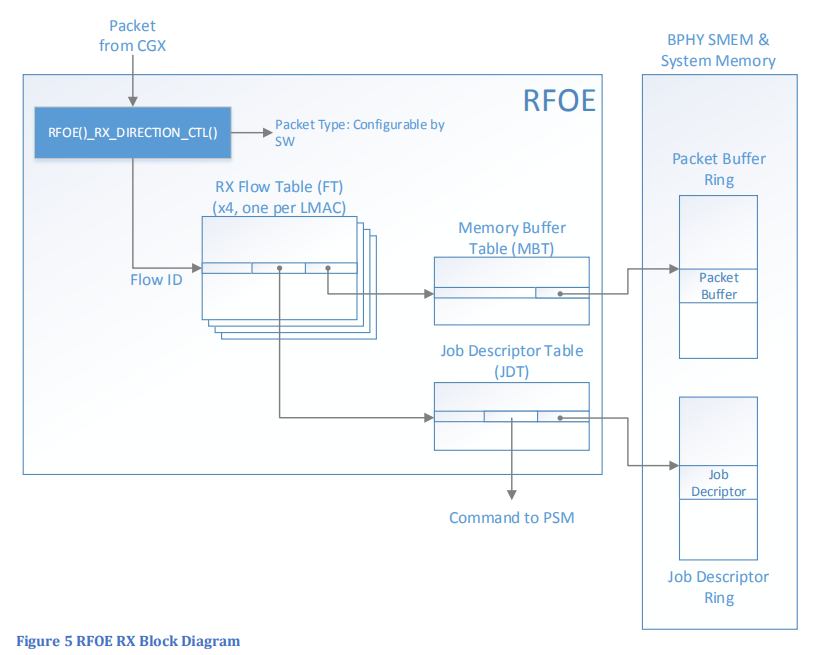 Packet
from CGX
BPHY SMEM &
System Memory
RFOE
RFOE()_RX_DIRECTION_CTL()
Packet Type: Configurable by
SW
Packet Buffer
Ring
RX Flow Table (FT)
(x4, one per LMAC)
Memory Buffer
Table (MBT)
Flow ID
Packet
Buffer
Job Descriptor Table
(JDT)
Job
Decriptor
Command to PSM
Job Descriptor
Ring
Figure 5 RFOE RX Block Diagram